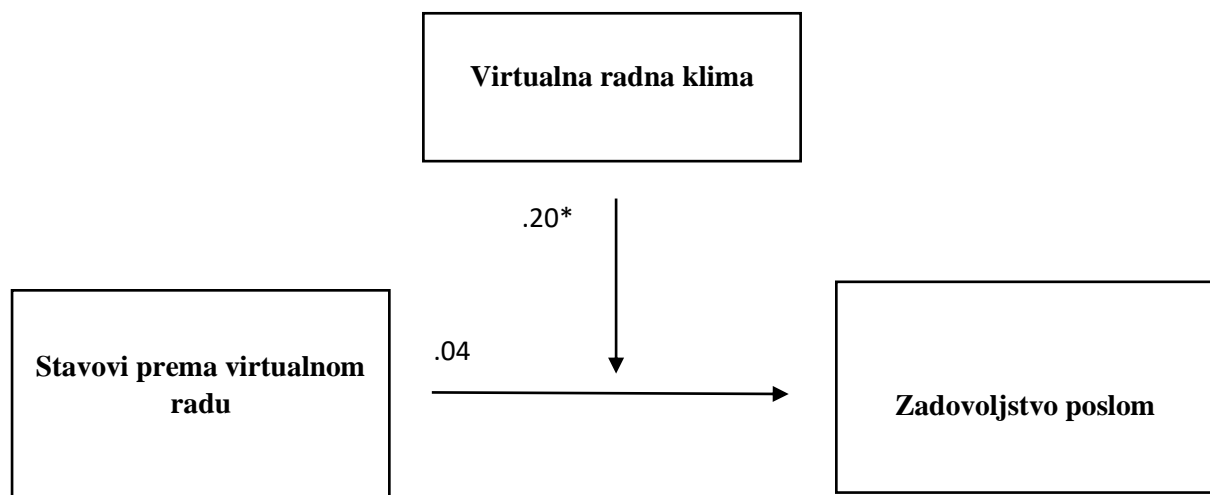 Virtualna radna klima
.20*
.04
Stavovi prema virtualnom
radu
Zadovoljstvo poslom